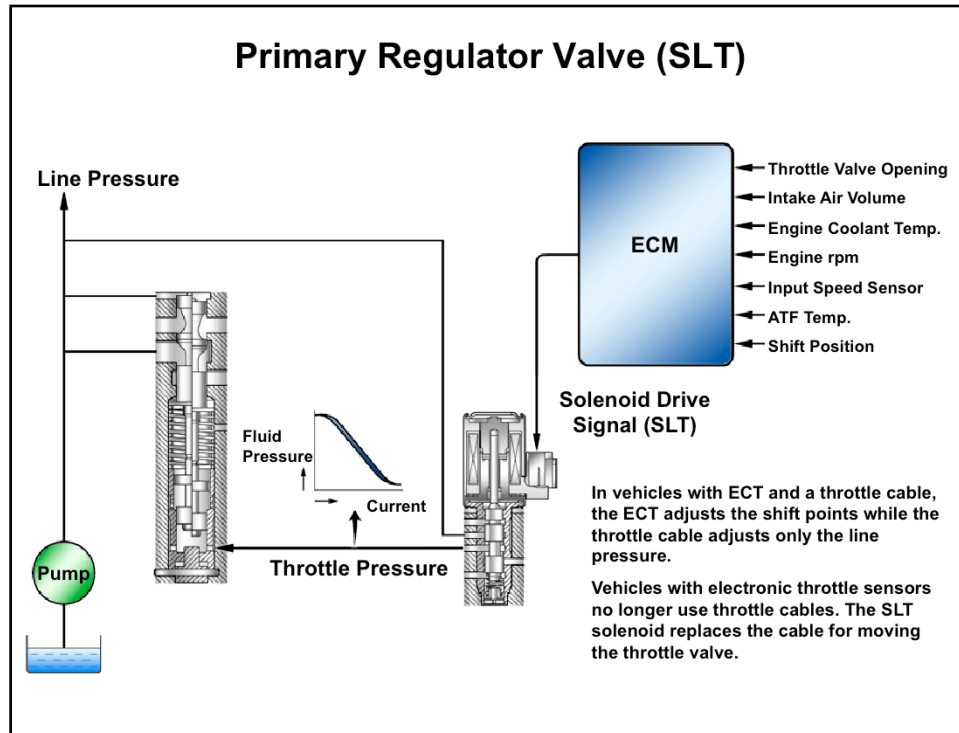 Primary Regulator Valve (SLT)
Line Pressure
ECM
Throttle Valve Opening
Intake Air Volume
Engine Coolant Temp.
Engine rpm
Input Speed Sensor
ATF Temp.
Shift Position
Solenoid Drive
Signal (SLT)
Fluid
Pressure
Current
Throttle Pressure
Pump
In vehicles with ECT and a throttle cable,
the ECT adjusts the shift points while the
throttle cable adjusts only the line
pressure.
Vehicles with electronic throttle sensors
no longer use throttle cables. The SLT
solenoid replaces the cable for moving
the throttle valve.